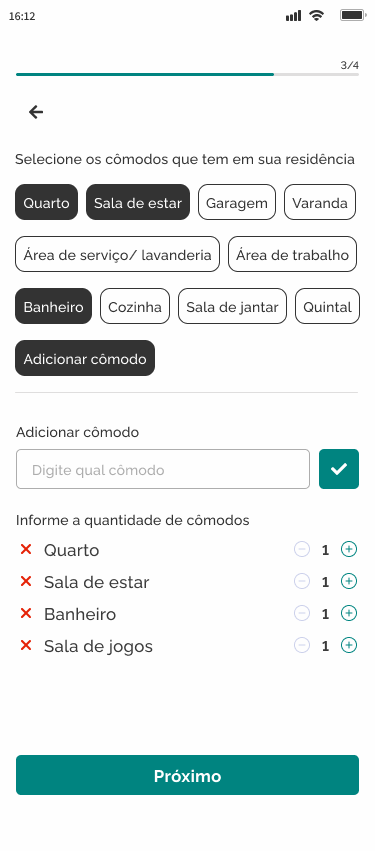 16:12
3/4
Selecione os cômodos que tem em sua residência
Quarto Sala de estar Garagem Varanda
Área de serviço/ lavanderia Área de trabalho
Banheiro Cozinha Sala de jantar Quintal
Adicionar cômodo
Adicionar cômodo
Digite qual cômodo
Informe a quantidade de cômodos
Quarto 1
Sala de estar 1
Banheiro 1
Sala de jogos 1
Próximo